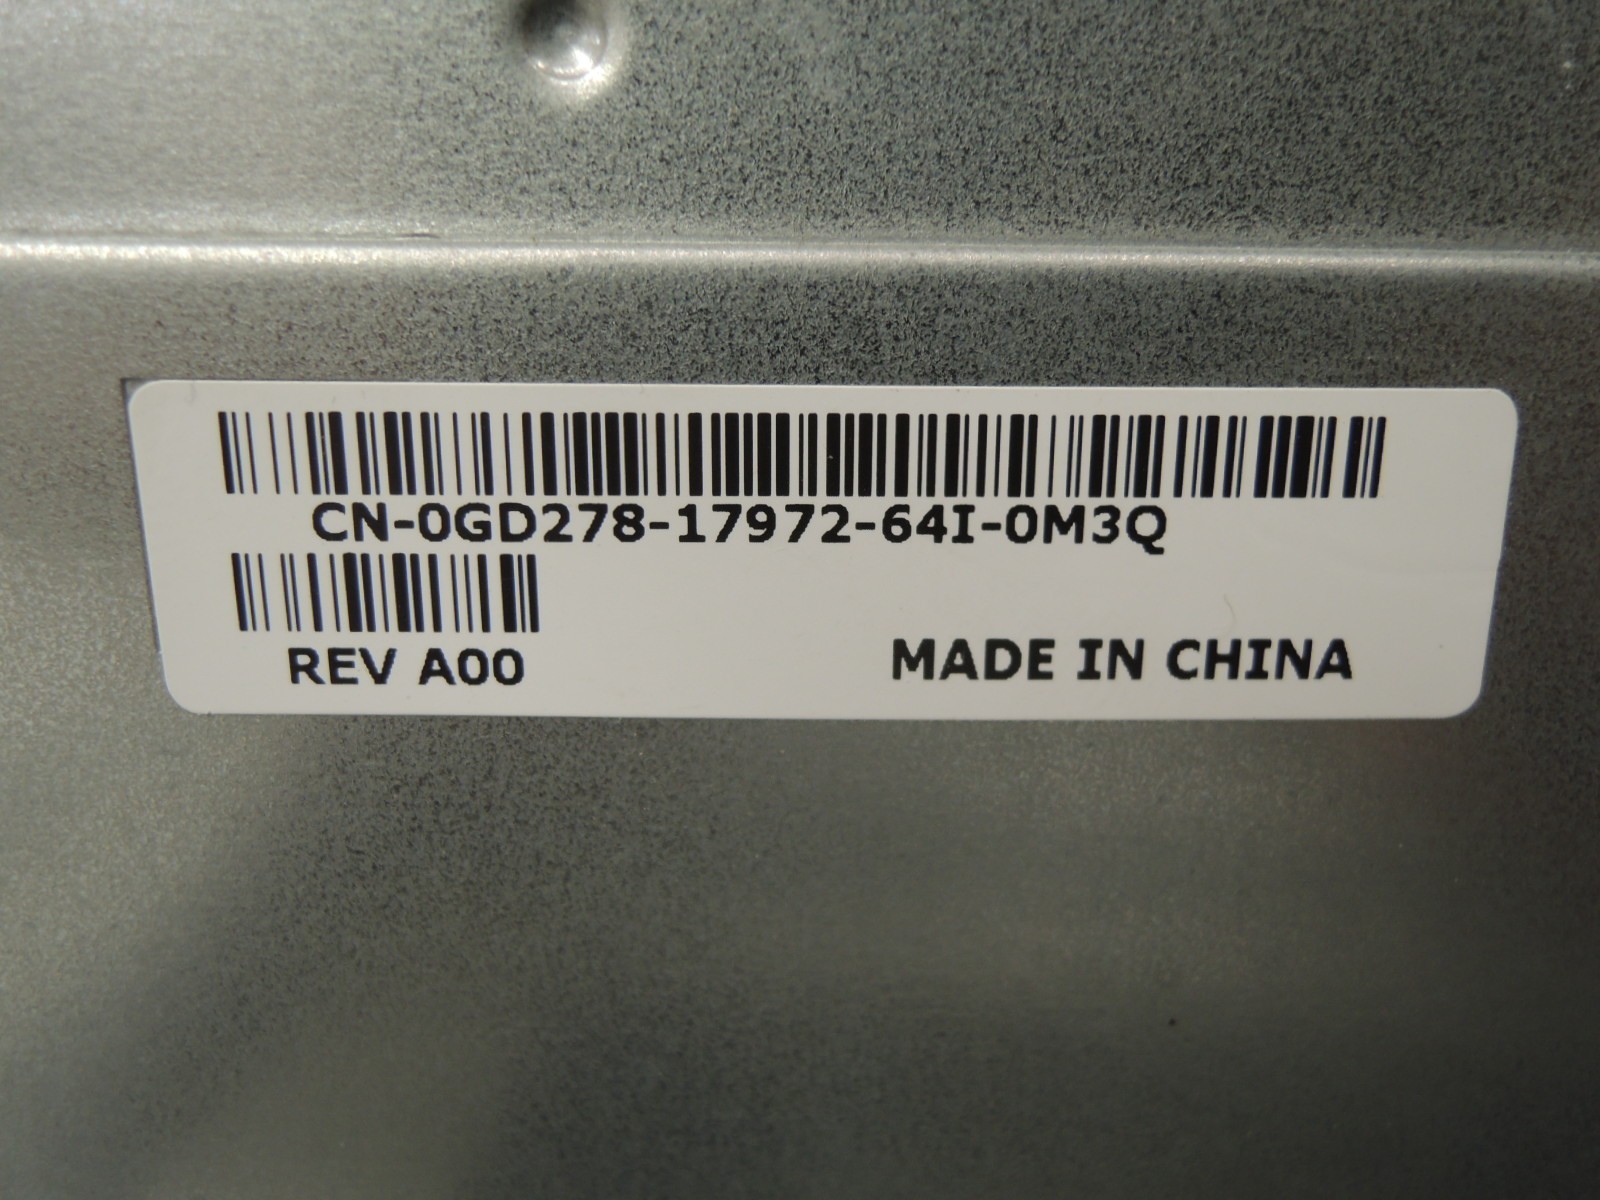 CN-0GD278-17972-64I-0M3Q
REV A00
MADE IN CHINA